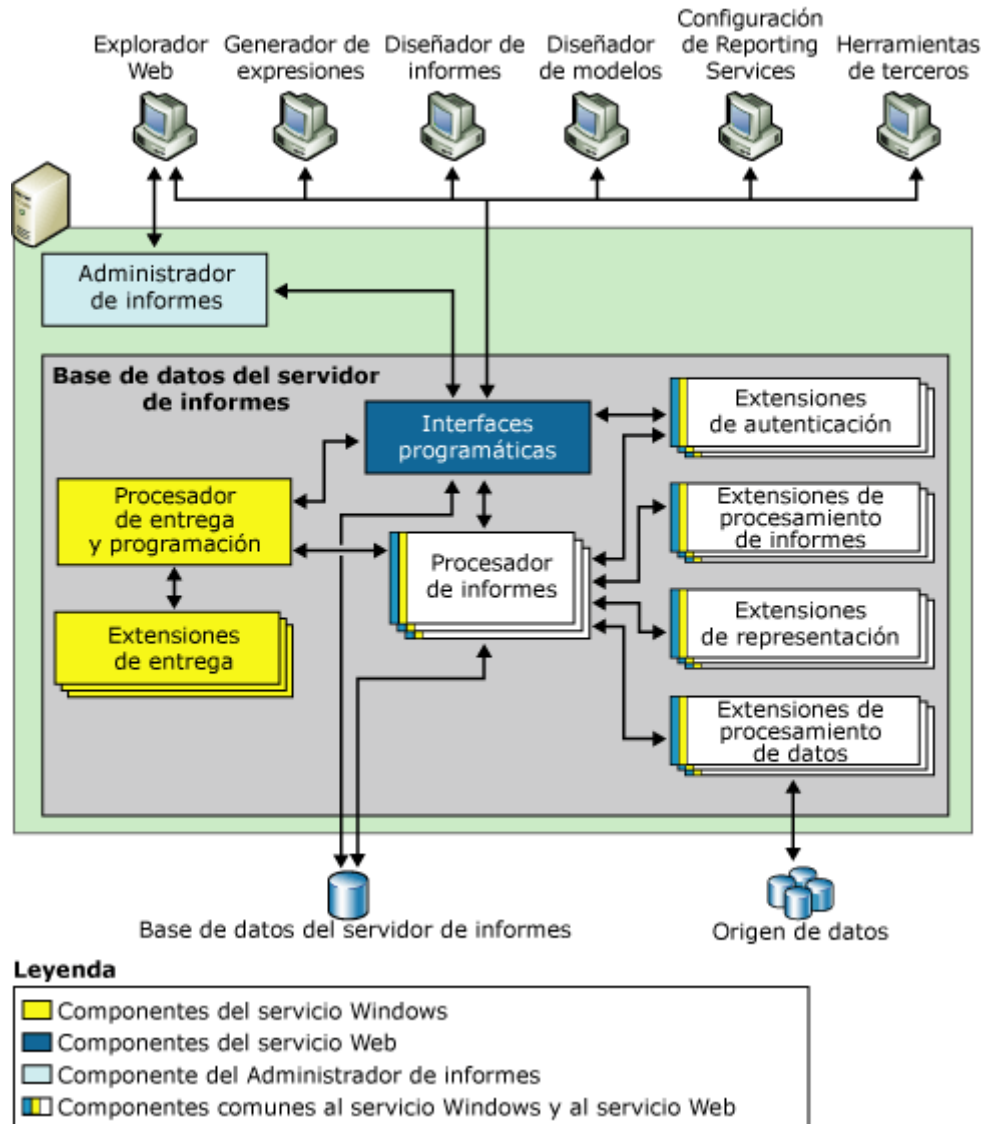 Explorador
Web
Generador de
expresiones
Diseñador de
informes
Diseñador
de modelos
Configuración
de Reporting
Services
Herramientas
de terceros
Administrador
de informes
Base de datos del servidor
de informes
Interfaces
programáticas
Extensiones
de autenticación
Procesador
de entrega
y programación
Extensiones de
procesamiento
de informes
Procesador
de informes
Extensiones
de entrega
Extensiones
de representación
Extensiones de
procesamiento
de datos
Base de datos del servidor de informes
Origen de datos
Leyenda
Componentes del servicio Windows
Componentes del servicio Web
Componente del Administrador de informes
Componentes comunes al servicio Windows y al servicio Web